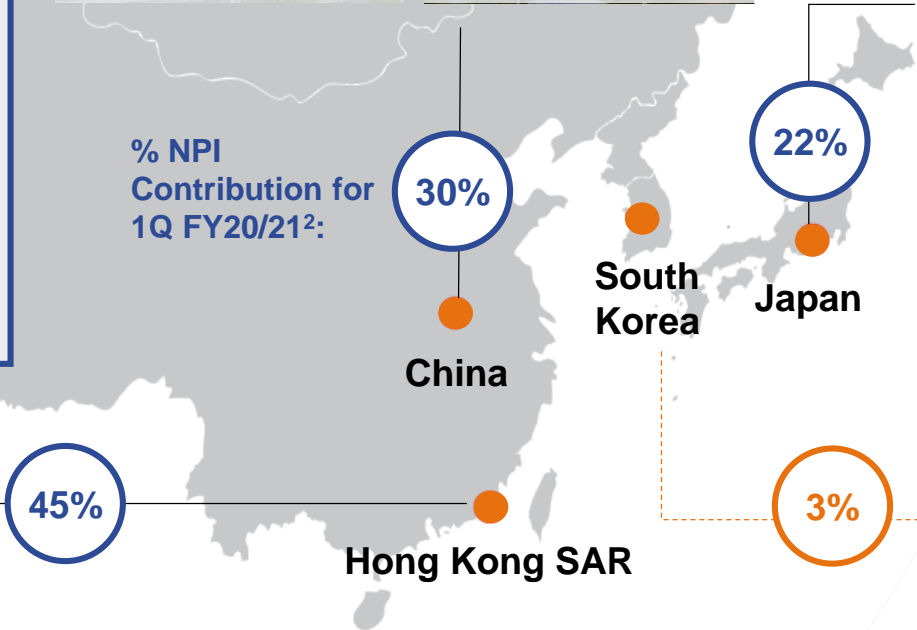 22%
% NPI
Contribution for
1Q FY20/21²:
30%
South
Korea
Japan
China
45%
3%
Hong Kong SAR